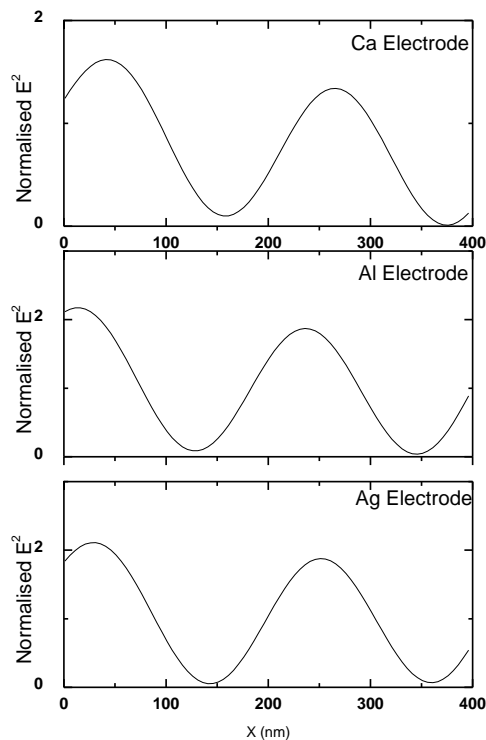 2
Ca Electrode
Normalised E²
0
0 100 200 300 400
Al Electrode
2
Normalised E²
0
0 100 200 300 400
Ag Electrode
2
Normalised E²
0
0 100 200 300 400
X (nm)